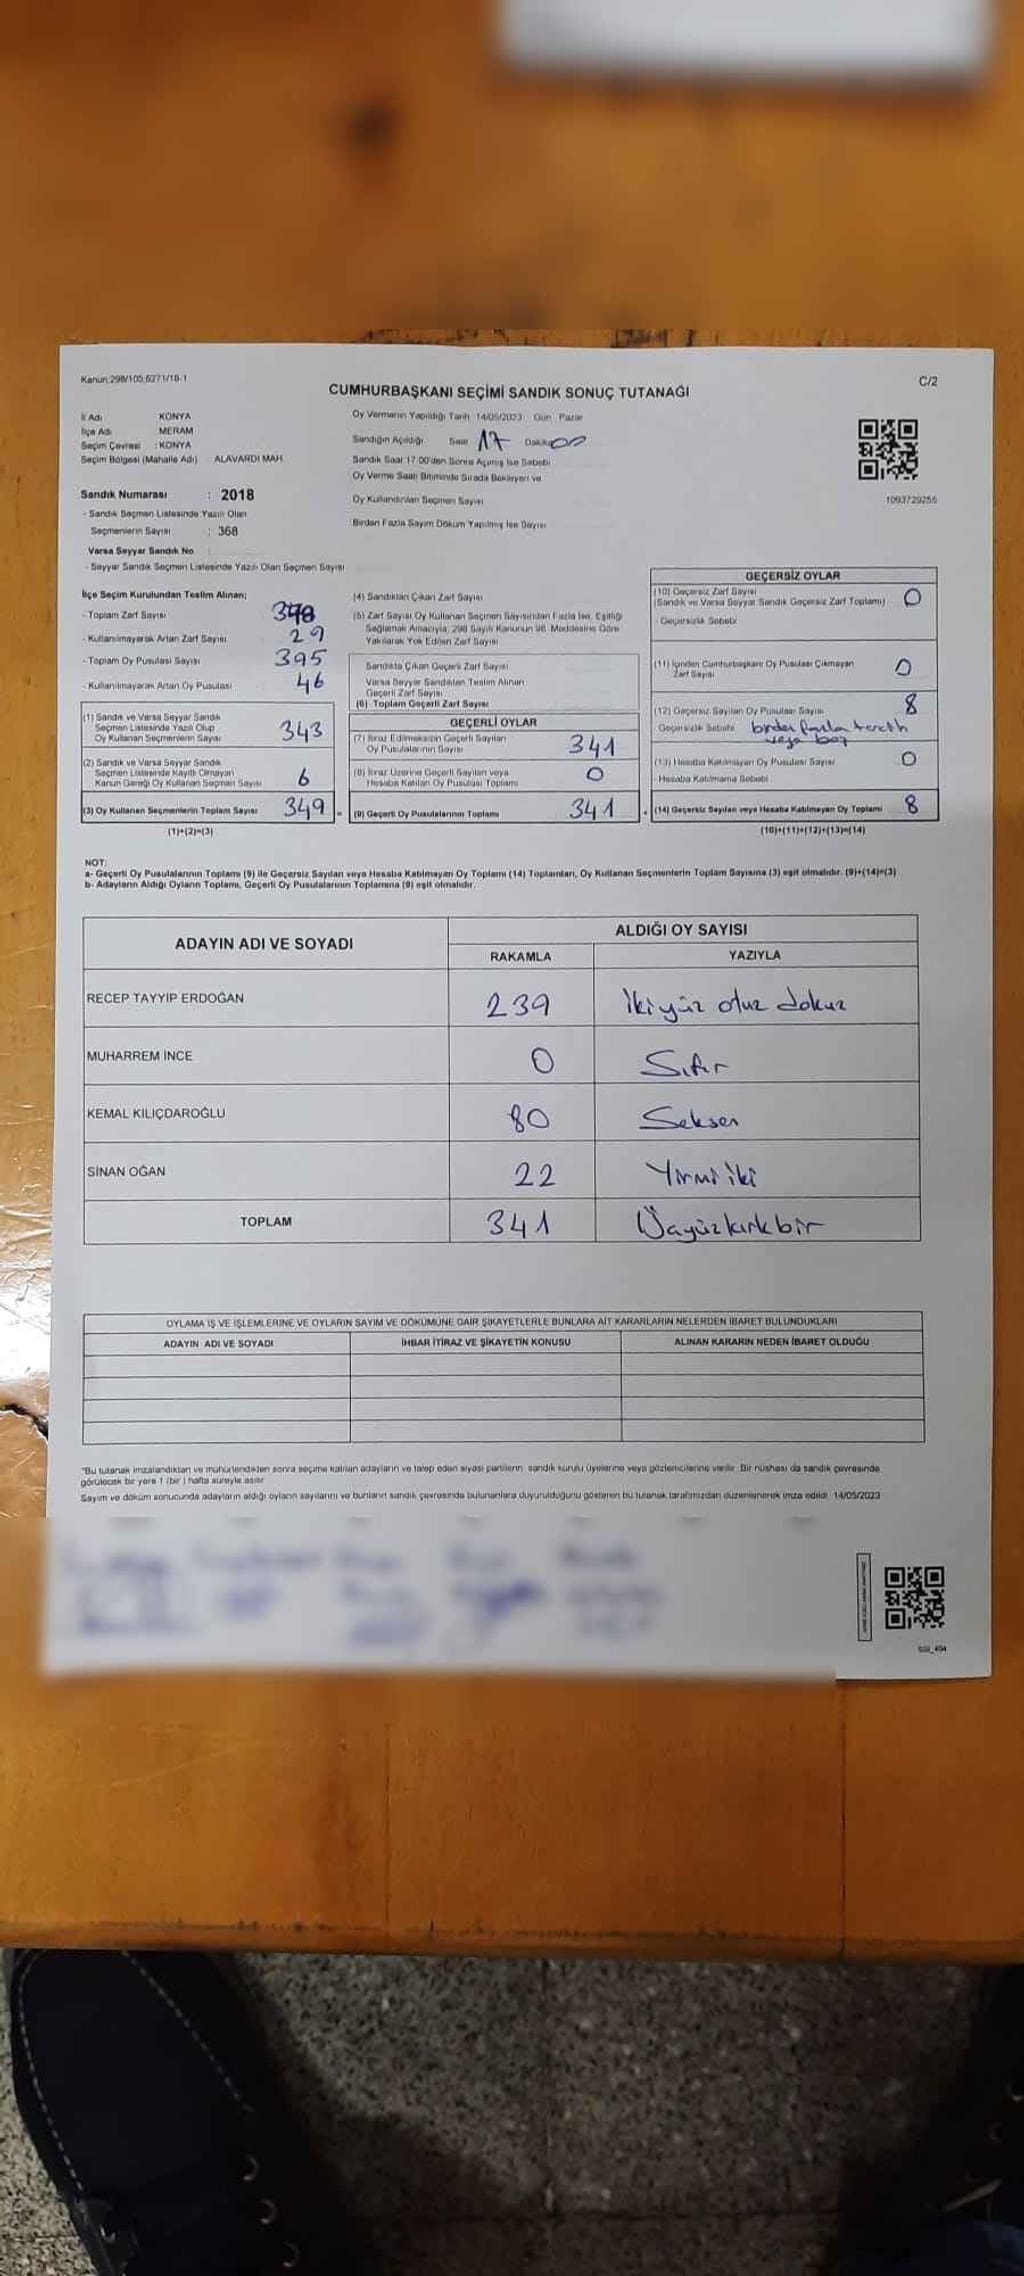 Kanun:298/105;6271/18-1
C/2
CUMHURBAŞKANI SEÇİMİ SANDIK SONUÇ TUTANAĞI
İl Adı KONYA
İlçe Adı MERAM
Seçim Çevresi : KONYA
Seçim Bölgesi (Mahalle Adı) ALAVARDI MAH.
Sandık Numarası : 2018
- Sandık Seçmen Listesinde Yazılı Olan
Seçmenlerin Sayısı : 368
Varsa Seyyar Sandık No
- Seyyar Sandık Seçmen Listesinde Yazılı Olan Seçmen Sayısı
Oy Vermenin Yapıldığı Tarih 14/05/2023 Gün Pazar
Sandığın Açıldığı Saat 17 Dakika 00
Sandık Saat 17:00'den Sonra Açılmış İse Sebebi
Oy Verme Saati Bitiminde Sırada Bekleyen ve
Oy Kullandırılan Seçmen Sayısı
Birden Fazla Sayım Döküm Yapılmış İse Sayısı
1093729256
İlçe Seçim Kurulundan Teslim Alınan;
- Toplam Zarf Sayısı
- Kullanılmayarak Artan Zarf Sayısı 29
- Toplam Oy Pusulası Sayısı 395
- Kullanılmayarak Artan Oy Pusulası 46
(1) Sandık ve Varsa Seyyar Sandık
Seçmen Listesinde Yazılı Olup
Oy Kullanan Seçmenlerin Sayısı 343
(2) Sandık ve Varsa Seyyar Sandık
Seçmen Listesinde Kayıtlı Olmayan
Kanun Gereği Oy Kullanan Seçmen Sayısı 6
(3) Oy Kullanan Seçmenlerin Toplam Sayısı 349
(1)+(2)=(3)
(4) Sandıktan Çıkan Zarf Sayısı
(5) Zarf Sayısı Oy Kullanan Seçmen Sayısından Fazla İse, Eşitliği
Sağlamak Amacıyla, 298 Sayılı Kanunun 98. Maddesine Göre
Yakılarak Yok Edilen Zarf Sayısı
Sandıkta Çıkan Geçerli Zarf Sayısı
Varsa Seyyar Sandıktan Teslim Alınan
Geçerli Zarf Sayısı
(6) Toplam Geçerli Zarf Sayısı
GEÇERLİ OYLAR
(7) İtiraz Edilmeksizin Geçerli Sayılan
Oy Pusulalarının Sayısı 341
(8) İtiraz Üzerine Geçerli Sayılan veya
Hesaba Katılan Oy Pusulası Toplamı 0
(9) Geçerli Oy Pusulalarının Toplamı 341
GEÇERSİZ OYLAR
(10) Geçersiz Zarf Sayısı
(Sandık ve Varsa Seyyar Sandık Geçersiz Zarf Toplamı) 0
- Geçersizlik Sebebi
(11) İçinden Cumhurbaşkanı Oy Pusulası Çıkmayan
Zarf Sayısı 0
(12) Geçersiz Sayılan Oy Pusulası Sayısı 8
Geçersizlik Sebebi birden fazla tercih
veya boş
(13) Hesaba Katılmayan Oy Pusulası Sayısı 0
- Hesaba Katılmama Sebebi
(14) Geçersiz Sayılan veya Hesaba Katılmayan Oy Toplamı 8
(10)+(11)+(12)+(13)=(14)
NOT:
a- Geçerli Oy Pusulalarının Toplamı (9) ile Geçersiz Sayılan veya Hesaba Katılmayan Oy Toplamı (14) Toplamları, Oy Kullanan Seçmenlerin Toplam Sayısına (3) eşit olmalıdır. (9)+(14)=(3)
b- Adayların Aldığı Oyların Toplamı, Geçerli Oy Pusulalarının Toplamına (9) eşit olmalıdır.
ADAYIN ADI VE SOYADI
ALDIĞI OY SAYISI
RAKAMLA YAZIYLA
RECEP TAYYİP ERDOĞAN 239 İkiyüz otuz dokuz
MUHARREM İNCE 0 Sıfır
KEMAL KILIÇDAROĞLU 80 Seksen
SİNAN OĞAN 22 Yirmi iki
TOPLAM 341 Üçyüzkırkbir
OYLAMA İŞ VE İŞLEMLERİNE VE OYLARIN SAYIM VE DÖKÜMÜNE DAİR ŞİKAYETLERLE BUNLARA AİT KARARLARIN NELERDEN İBARET BULUNDUKLARI
ADAYIN ADI VE SOYADI İHBAR İTİRAZ VE ŞİKAYETİN KONUSU ALINAN KARARIN NEDEN İBARET OLDUĞU
*Bu tutanak imzalandıktan ve mühürlendikten sonra seçime katılan adayların ve talep eden siyasi partilerin sandık kurulu üyelerine veya gözlemcilerine verilir. Bir nüshası da sandık çevresinde
görülecek bir yere 1 (bir) hafta süreyle asılır.
Sayım ve döküm sonucunda adayların aldığı oyların sayılarını ve bunların sandık çevresinde bulunanlara duyurulduğunu gösteren bu tutanak tarafımızdan düzenlenerek imza edildi. 14/05/2023